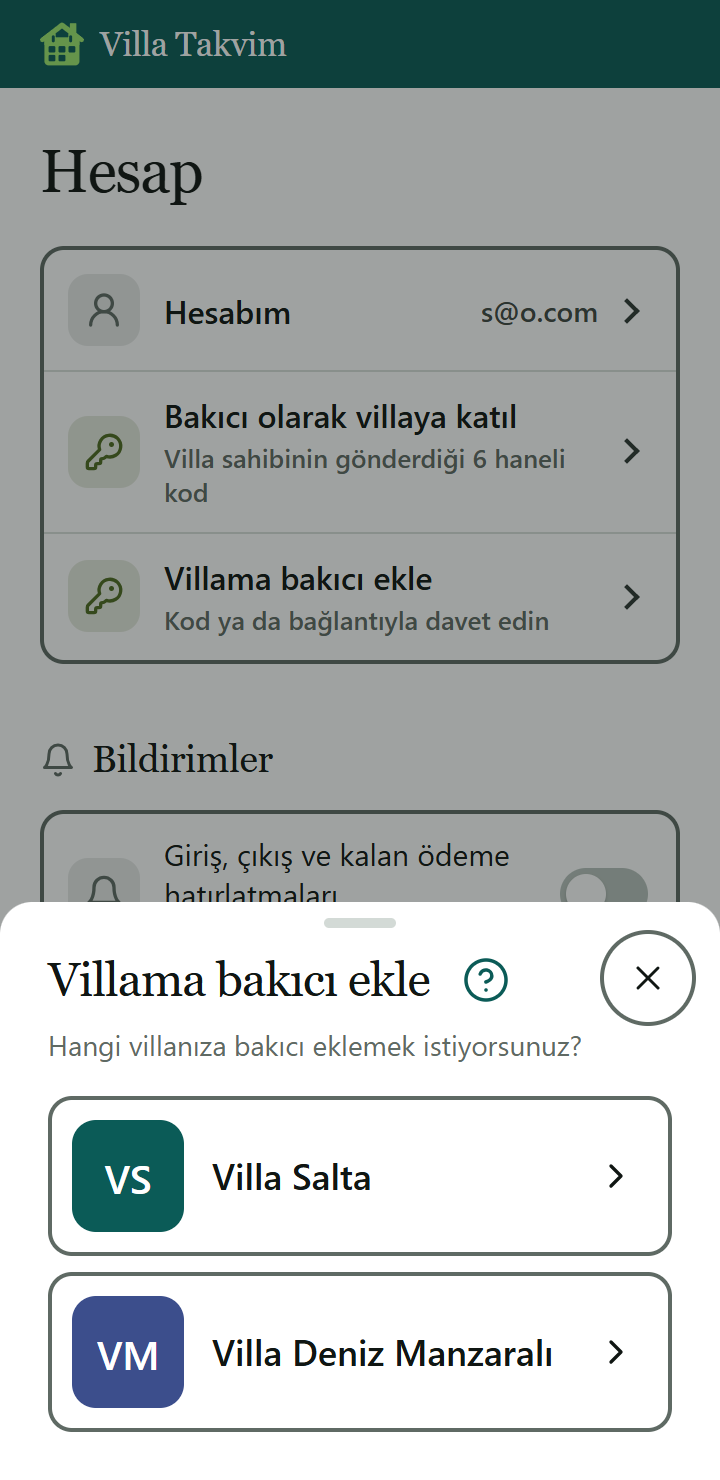 Villa Takvim
Hesap
Hesabım
s@o.com
Bakıcı olarak villaya katıl
Villa sahibinin gönderdiği 6 haneli
kod
Villama bakıcı ekle
Kod ya da bağlantıyla davet edin
Bildirimler
Giriş, çıkış ve kalan ödeme
hatırlatmaları
Villama bakıcı ekle
?
Hangi villanıza bakıcı eklemek istiyorsunuz?
VS
Villa Salta
VM
Villa Deniz Manzaralı